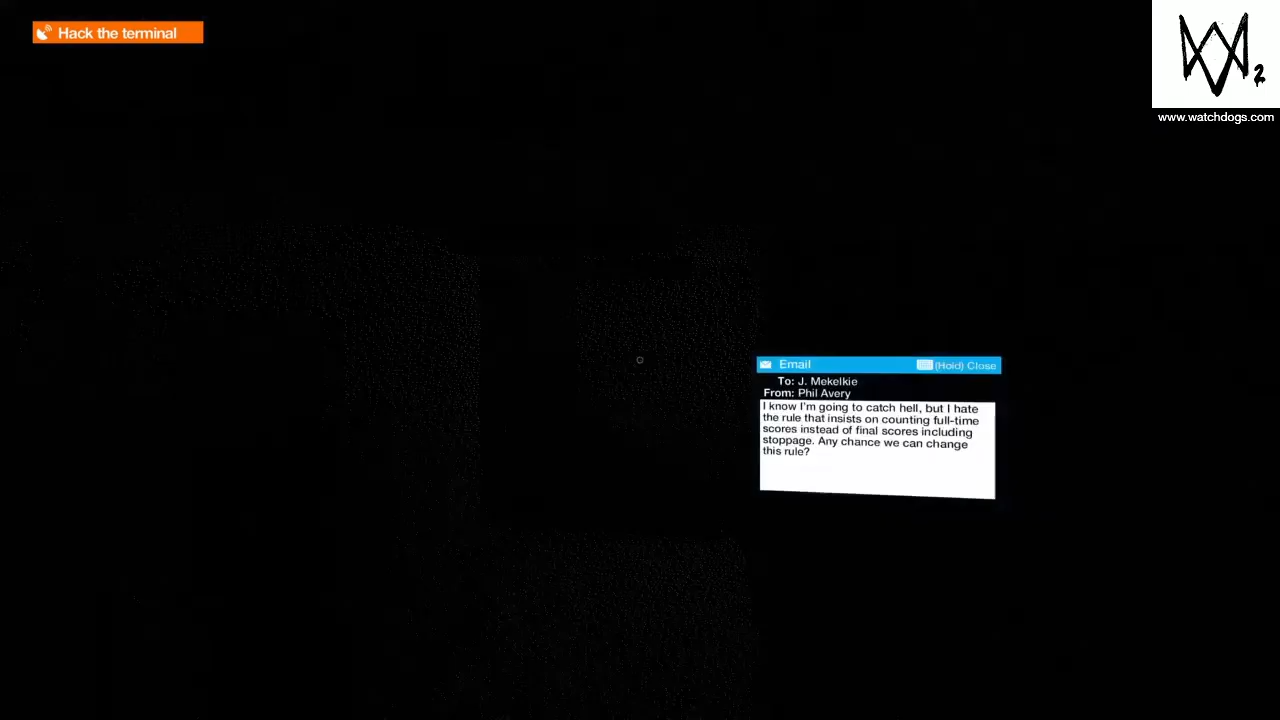 Hack the terminal
2
www.watchdogs.com
Email
(Hold) Close
To: J. Mekelkie
From: Phil Avery
I know I'm going to catch hell, but I hate
the rule that insists on counting full-time
scores instead of final scores including
stoppage. Any chance we can change
this rule?